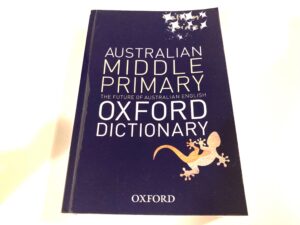 AUSTRALIAN
MIDDLE
PRIMARY
THE FUTURE OF AUSTRALIAN ENGLISH
OXFORD
DICTIONARY
OXFORD